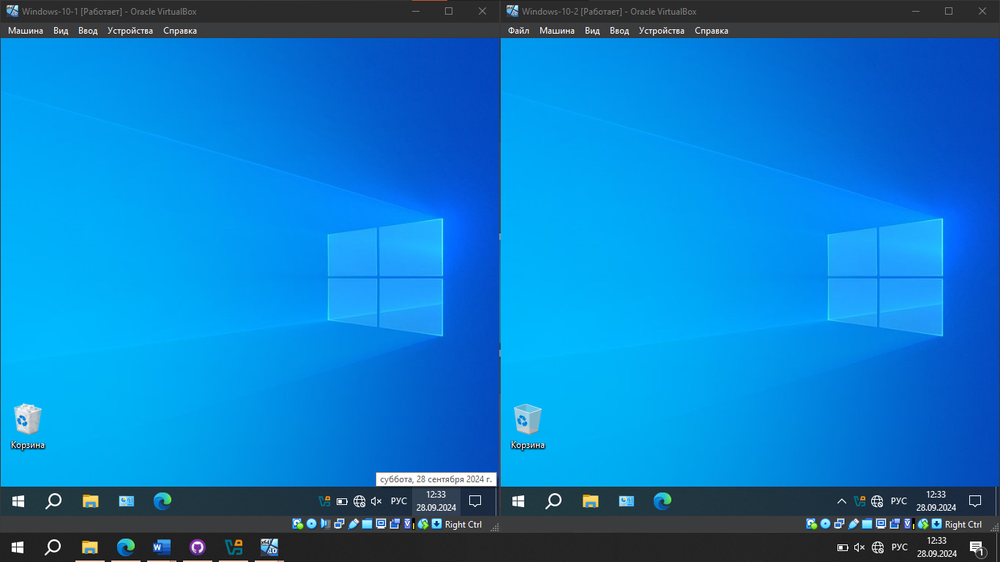 Windows-10-1 [Работает] - Oracle VirtualBox
Машина Вид Ввод Устройства Справка
Корзина
суббота, 28 сентября 2024 г.
РУС
12:33
28.09.2024
Right Ctrl
Windows-10-2 [Работает] - Oracle VirtualBox
Файл Машина Вид Ввод Устройства Справка
Корзина
РУС
12:33
28.09.2024
Right Ctrl
РУС
12:33
28.09.2024
1